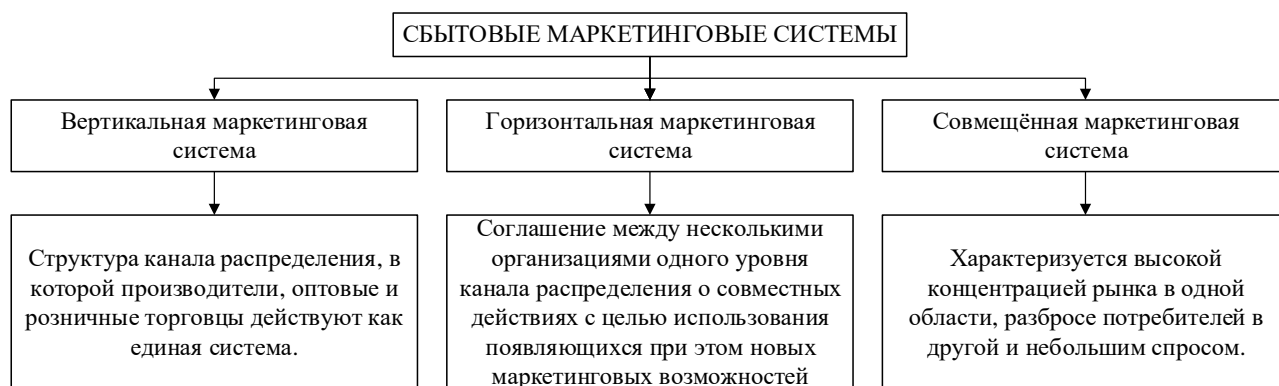 СБЫТОВЫЕ МАРКЕТИНГОВЫЕ СИСТЕМЫ
Вертикальная маркетинговая
система
Горизонтальная маркетинговая
система
Совмещённая маркетинговая
система
Структура канала распределения, в
которой производители, оптовые и
розничные торговцы действуют как
единая система.
Соглашение между несколькими
организациями одного уровня
канала распределения о совместных
действиях с целью использования
появляющихся при этом новых
маркетинговых возможностей
Характеризуется высокой
концентрацией рынка в одной
области, разбросе потребителей в
другой и небольшим спросом.